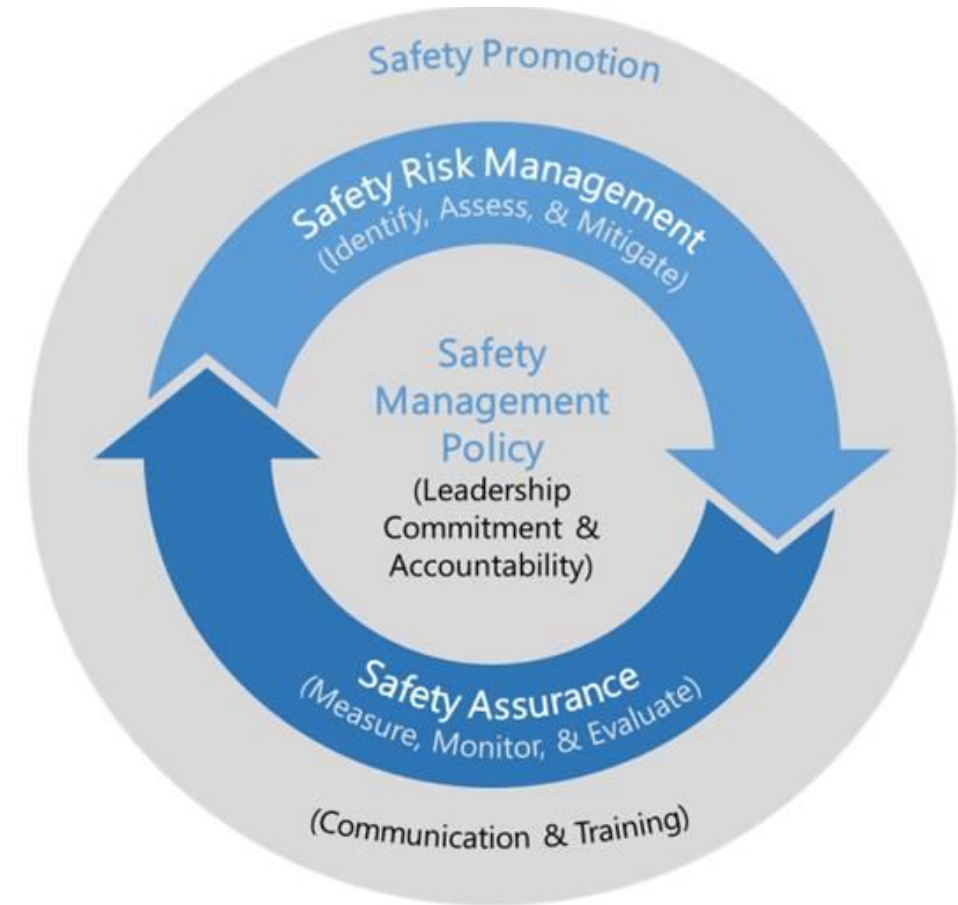 Safety Promotion
Safety Risk Management
(Identify, Assess, & Mitigate)
Safety
Management
Policy
(Leadership
Commitment &
Accountability)
Safety Assurance
(Measure, Monitor, & Evaluate)
(Communication & Training)